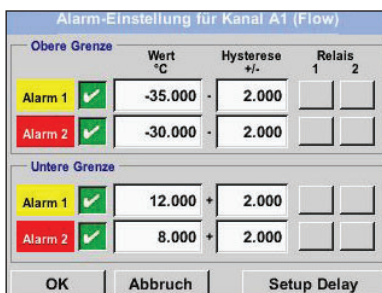 Alarm-Einstellung für Kanal A1 (Flow)
Obere Grenze
Wert Hysterese Relais
°C +/- 1 2
Alarm 1 -35.000 - 2.000
Alarm 2 -30.000 - 2.000
Untere Grenze
Alarm 1 12.000 + 2.000
Alarm 2 8.000 + 2.000
OK Abbruch Setup Delay